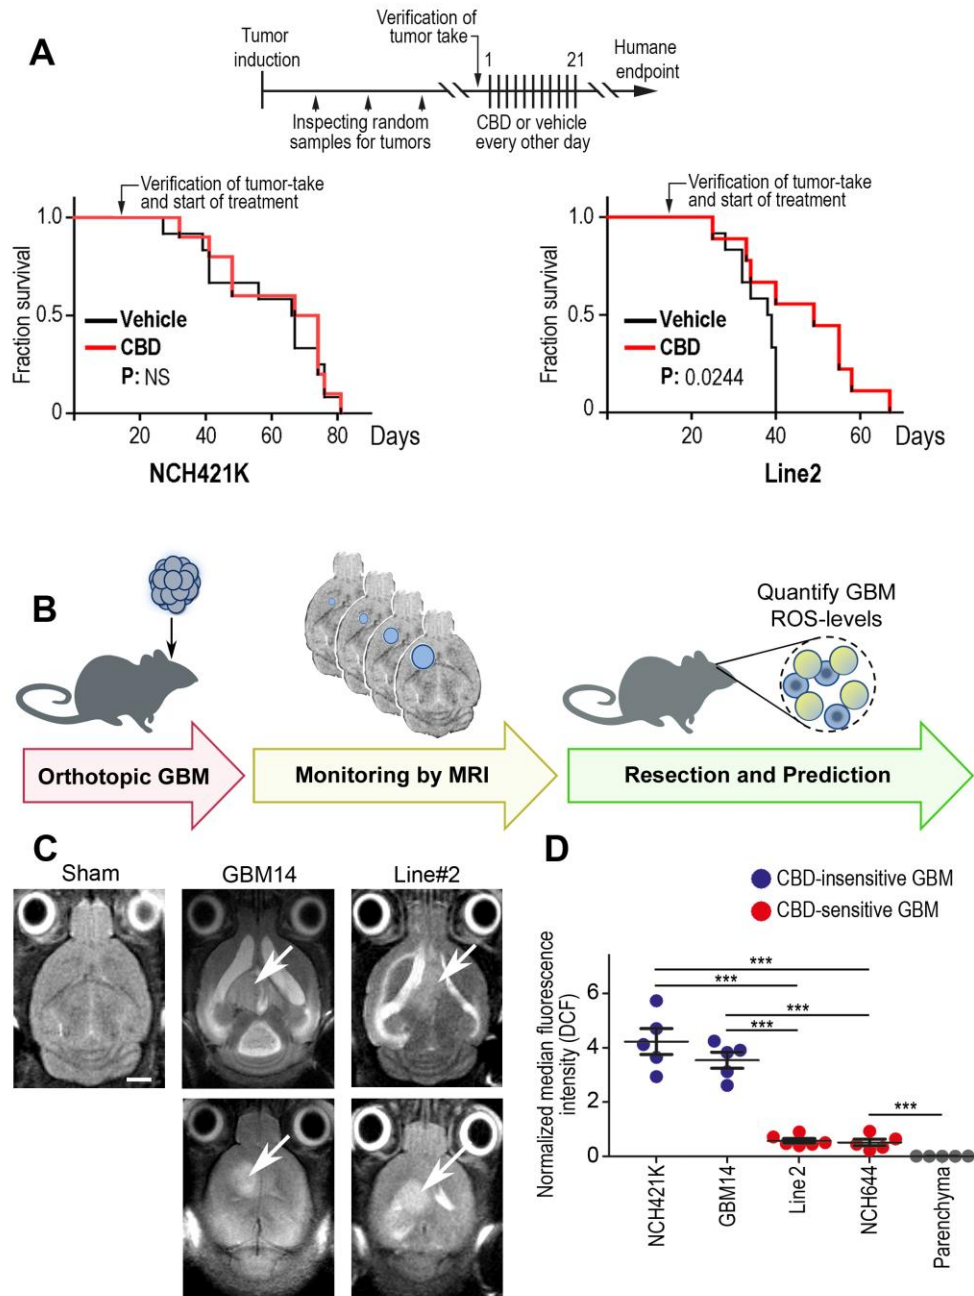 A
Tumor
induction
Verification of
tumor take
1
21
Humane
endpoint
Inspecting random
samples for tumors
CBD or vehicle
every other day
Verification of tumor-take
and start of treatment
1.0
0.5
0
Fraction survival
Vehicle
CBD
P: NS
20
40
60
80
Days
NCH421K
Verification of tumor-take
and start of treatment
1.0
0.5
0
Fraction survival
Vehicle
CBD
P: 0.0244
20
40
60
Days
Line2
B
Quantify GBM
ROS-levels
Orthotopic GBM
Monitoring by MRI
Resection and Prediction
C
Sham
GBM14
Line#2
D
CBD-insensitive GBM
CBD-sensitive GBM
Normalized median fluorescence
intensity (DCF)
6
4
2
0
***
***
***
***
***
NCH421K
GBM14
Line2
NCH644
Parenchyma